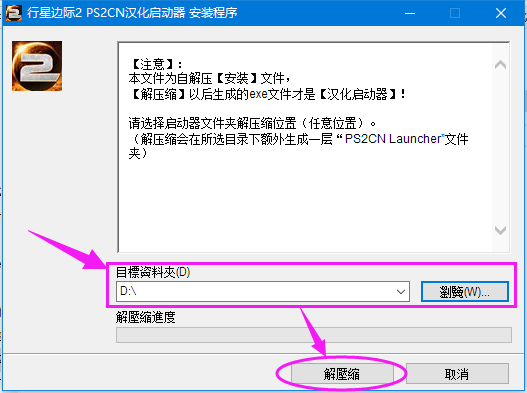 行星边际2 PS2CN汉化启动器 安装程序
2
【注意】：
本文件为自解压【安装】文件，
【解压缩】以后生成的exe文件才是【汉化启动器】！
请选择启动器文件夹解压缩位置（任意位置）。
（解压缩会在所选目录下额外生成一层“PS2CN Launcher”文件
夹）
目標資料夾(D)
D:\
瀏覽(W)...
解壓縮進度
解壓縮
取消